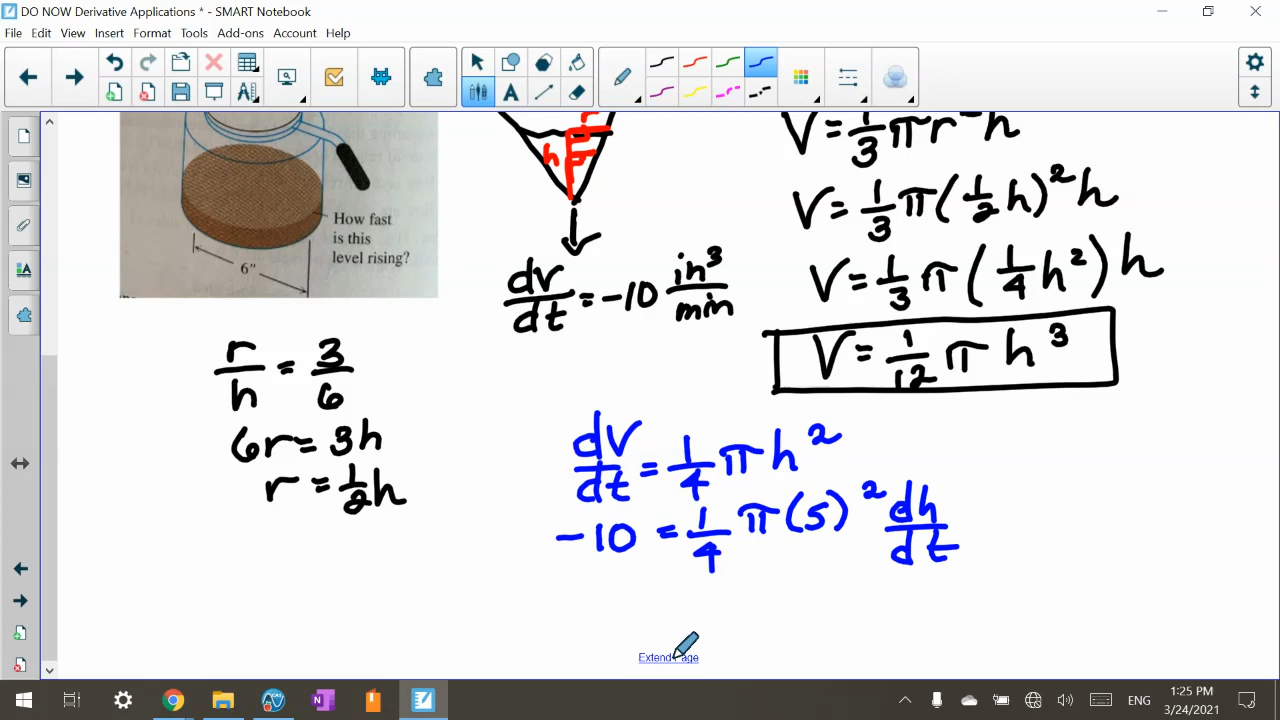 DO NOW Derivative Applications * - SMART Notebook
File Edit View Insert Format Tools Add-ons Account Help
How fast
is this
level rising?
6"
r/h = 3/6
6r = 3h
r = 1/2 h
r
h
dV/dt = -10 in³/min
V = 1/3 π r² h
V = 1/3 π (1/2 h)² h
V = 1/3 π (1/4 h²) h
V = 1/12 π h³
dV/dt = 1/4 π h²
-10 = 1/4 π (5)² dh/dt
Extend Page
ENG
1:25 PM
3/24/2021